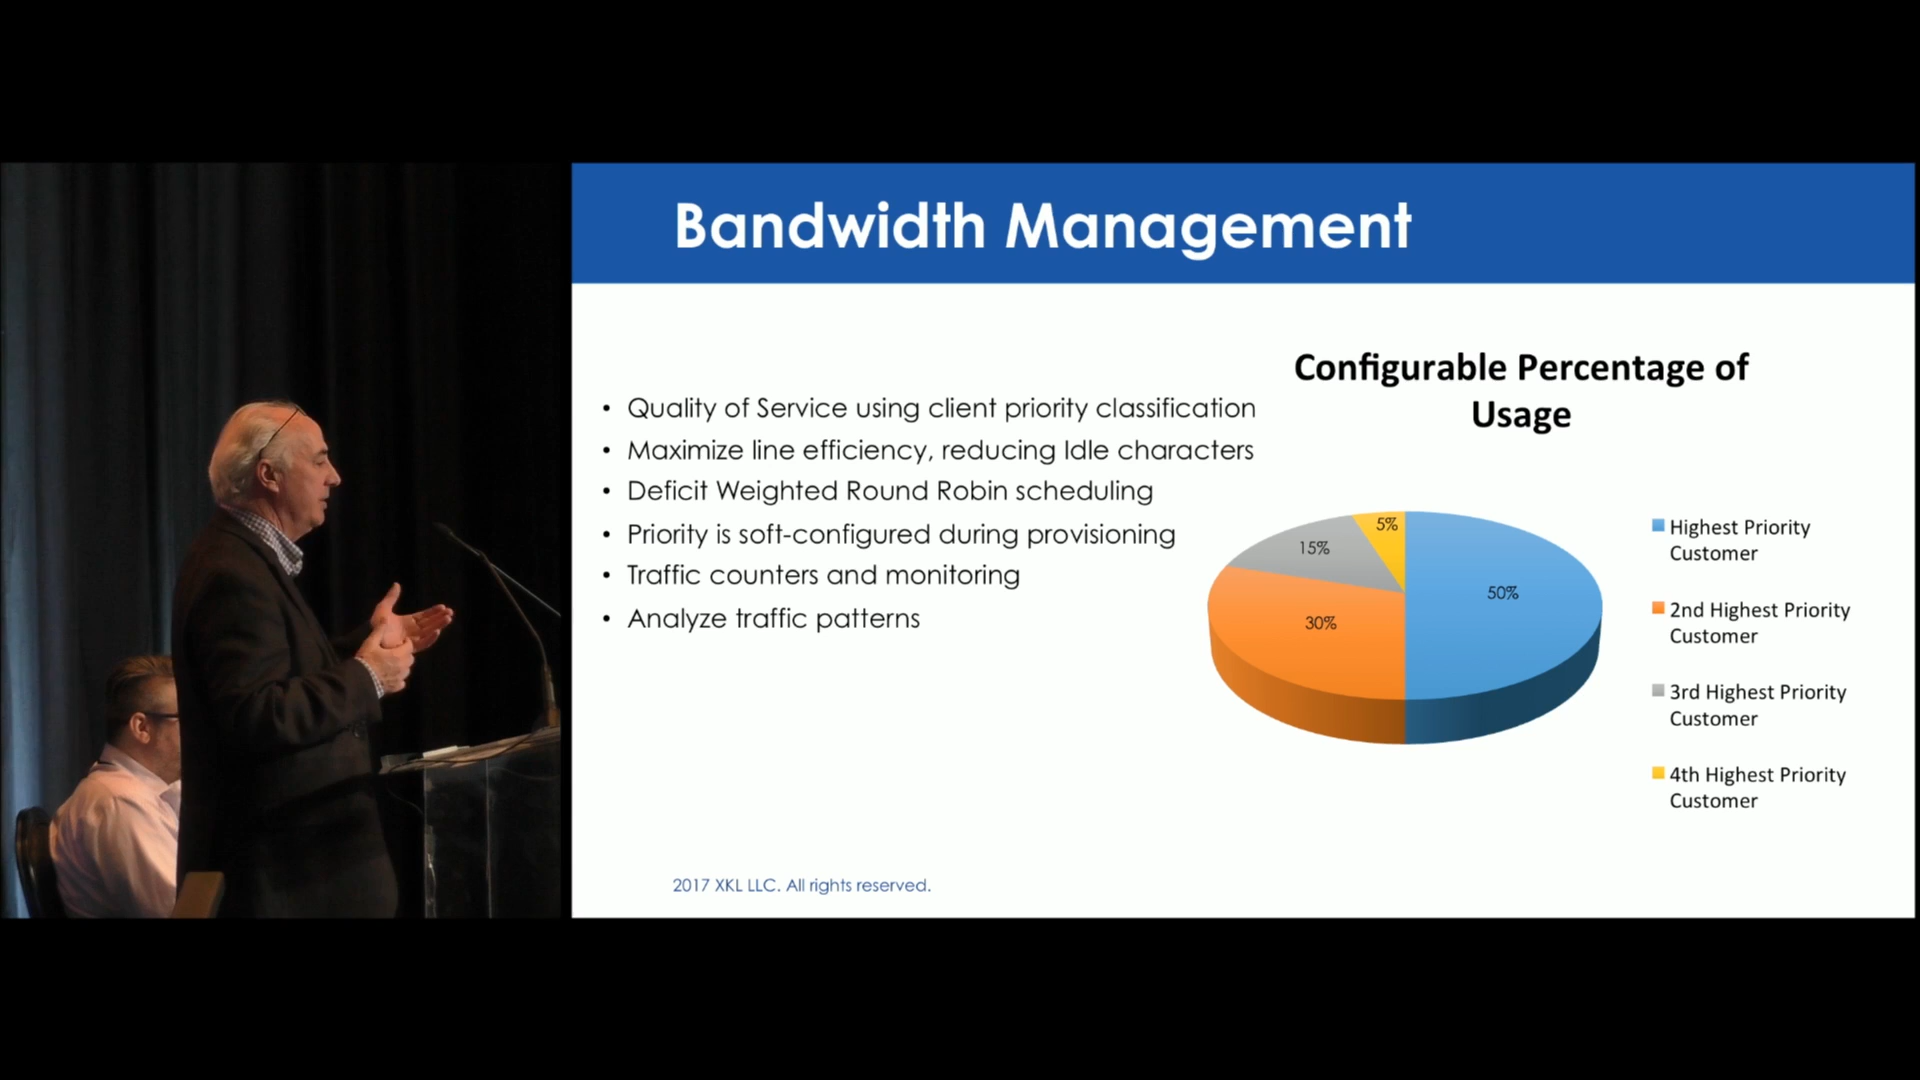 Bandwidth Management
• Quality of Service using client priority classification
• Maximize line efficiency, reducing Idle characters
• Deficit Weighted Round Robin scheduling
• Priority is soft-configured during provisioning
• Traffic counters and monitoring
• Analyze traffic patterns
Configurable Percentage of
Usage
5%
15%
50%
30%
Highest Priority
Customer
2nd Highest Priority
Customer
3rd Highest Priority
Customer
4th Highest Priority
Customer
2017 XKL LLC. All rights reserved.